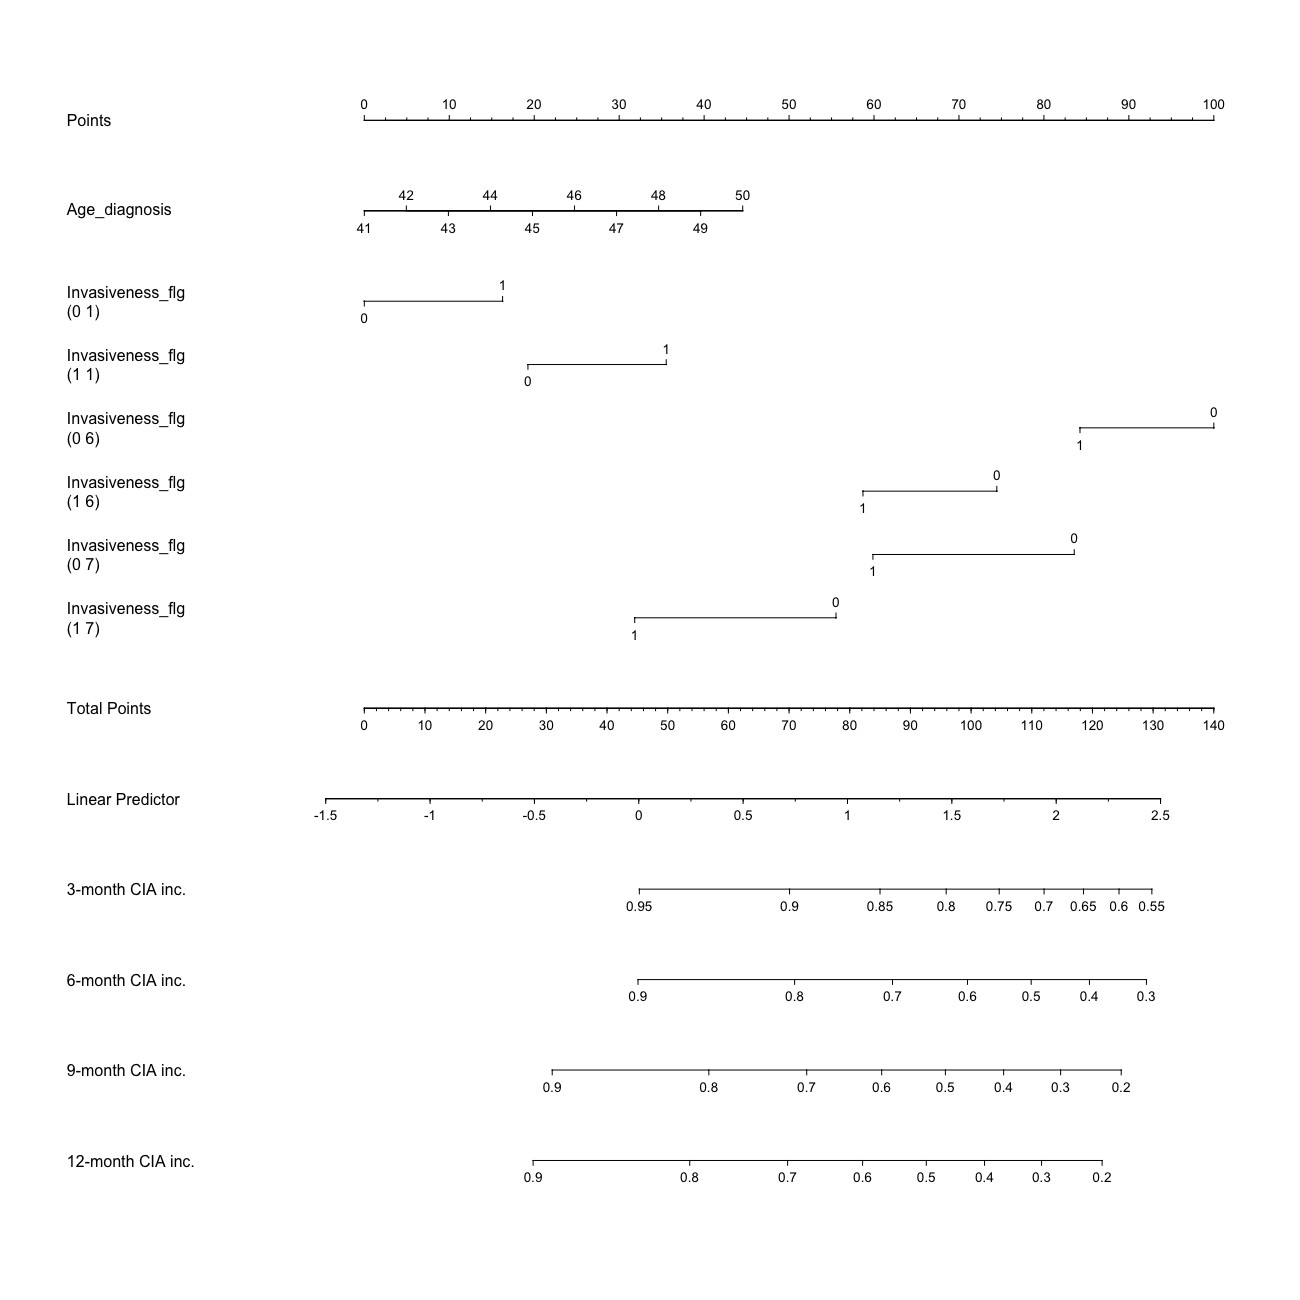 0 10 20 30 40 50 60 70 80 90 100
Points
42 44 46 48 50
Age_diagnosis
41 43 45 47 49
1
Invasiveness_flg
(0 1)
0
1
Invasiveness_flg
(1 1)
0
0
Invasiveness_flg
(0 6)
1
0
Invasiveness_flg
(1 6)
1
0
Invasiveness_flg
(0 7)
1
0
Invasiveness_flg
(1 7)
1
Total Points
0 10 20 30 40 50 60 70 80 90 100 110 120 130 140
Linear Predictor
-1.5 -1 -0.5 0 0.5 1 1.5 2 2.5
3-month CIA inc.
0.95 0.9 0.85 0.8 0.75 0.7 0.65 0.6 0.55
6-month CIA inc.
0.9 0.8 0.7 0.6 0.5 0.4 0.3
9-month CIA inc.
0.9 0.8 0.7 0.6 0.5 0.4 0.3 0.2
12-month CIA inc.
0.9 0.8 0.7 0.6 0.5 0.4 0.3 0.2